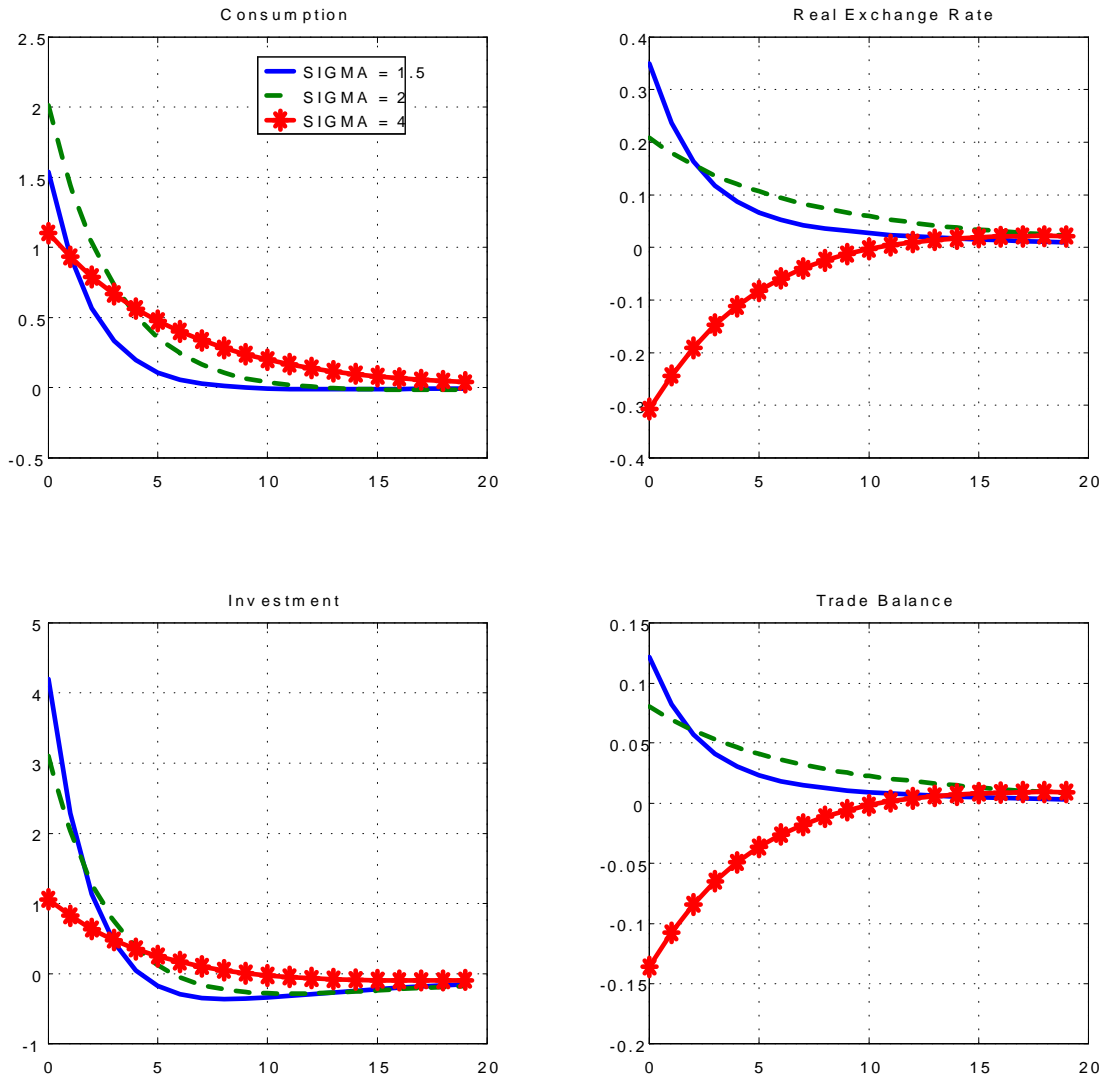 Consumption
2.5
2
1.5
1
0.5
0
-0.5
0 5 10 15 20
SIGMA = 1.5
SIGMA = 2
SIGMA = 4
Real Exchange Rate
0.4
0.3
0.2
0.1
0
-0.1
-0.2
-0.3
-0.4
0 5 10 15 20
Investment
5
4
3
2
1
0
-1
0 5 10 15 20
Trade Balance
0.15
0.1
0.05
0
-0.05
-0.1
-0.15
-0.2
0 5 10 15 20